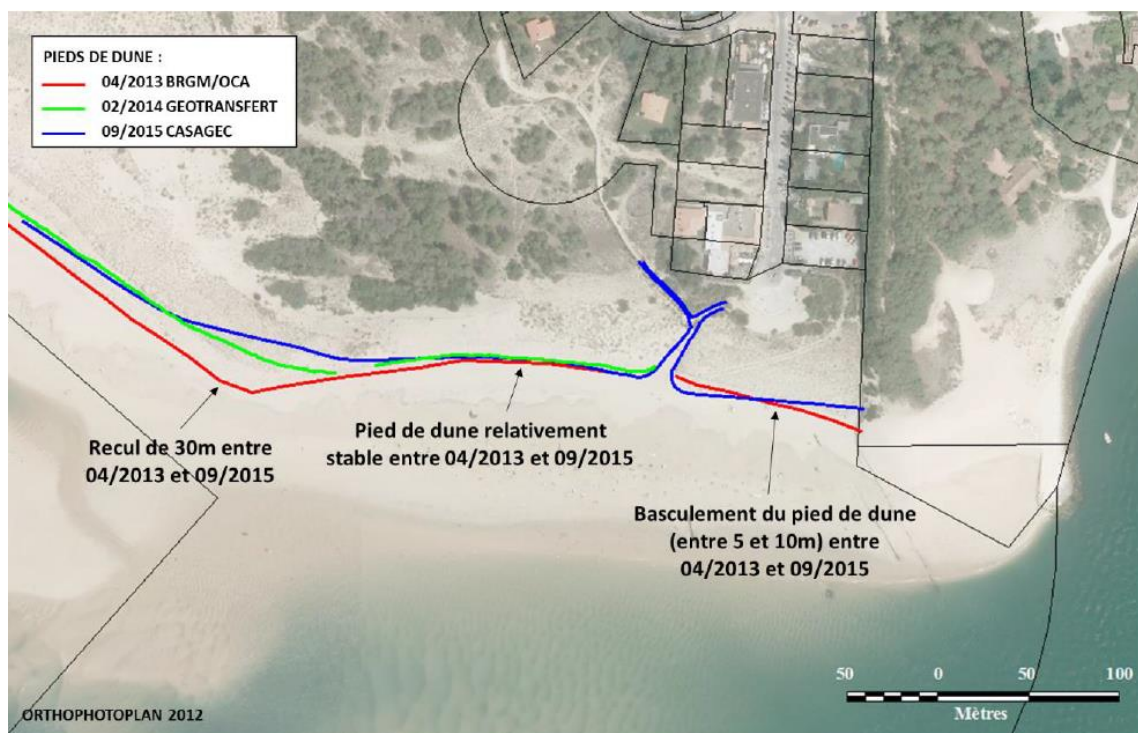 PIEDS DE DUNE :
04/2013 BRGM/OCA
02/2014 GEOTRANSFERT
09/2015 CASAGEC
Recul de 30m entre
04/2013 et 09/2015
Pied de dune relativement
stable entre 04/2013 et 09/2015
Basculement du pied de dune
(entre 5 et 10m) entre
04/2013 et 09/2015
50 0 50 100
Mètres
ORTHOPHOTOPLAN 2012